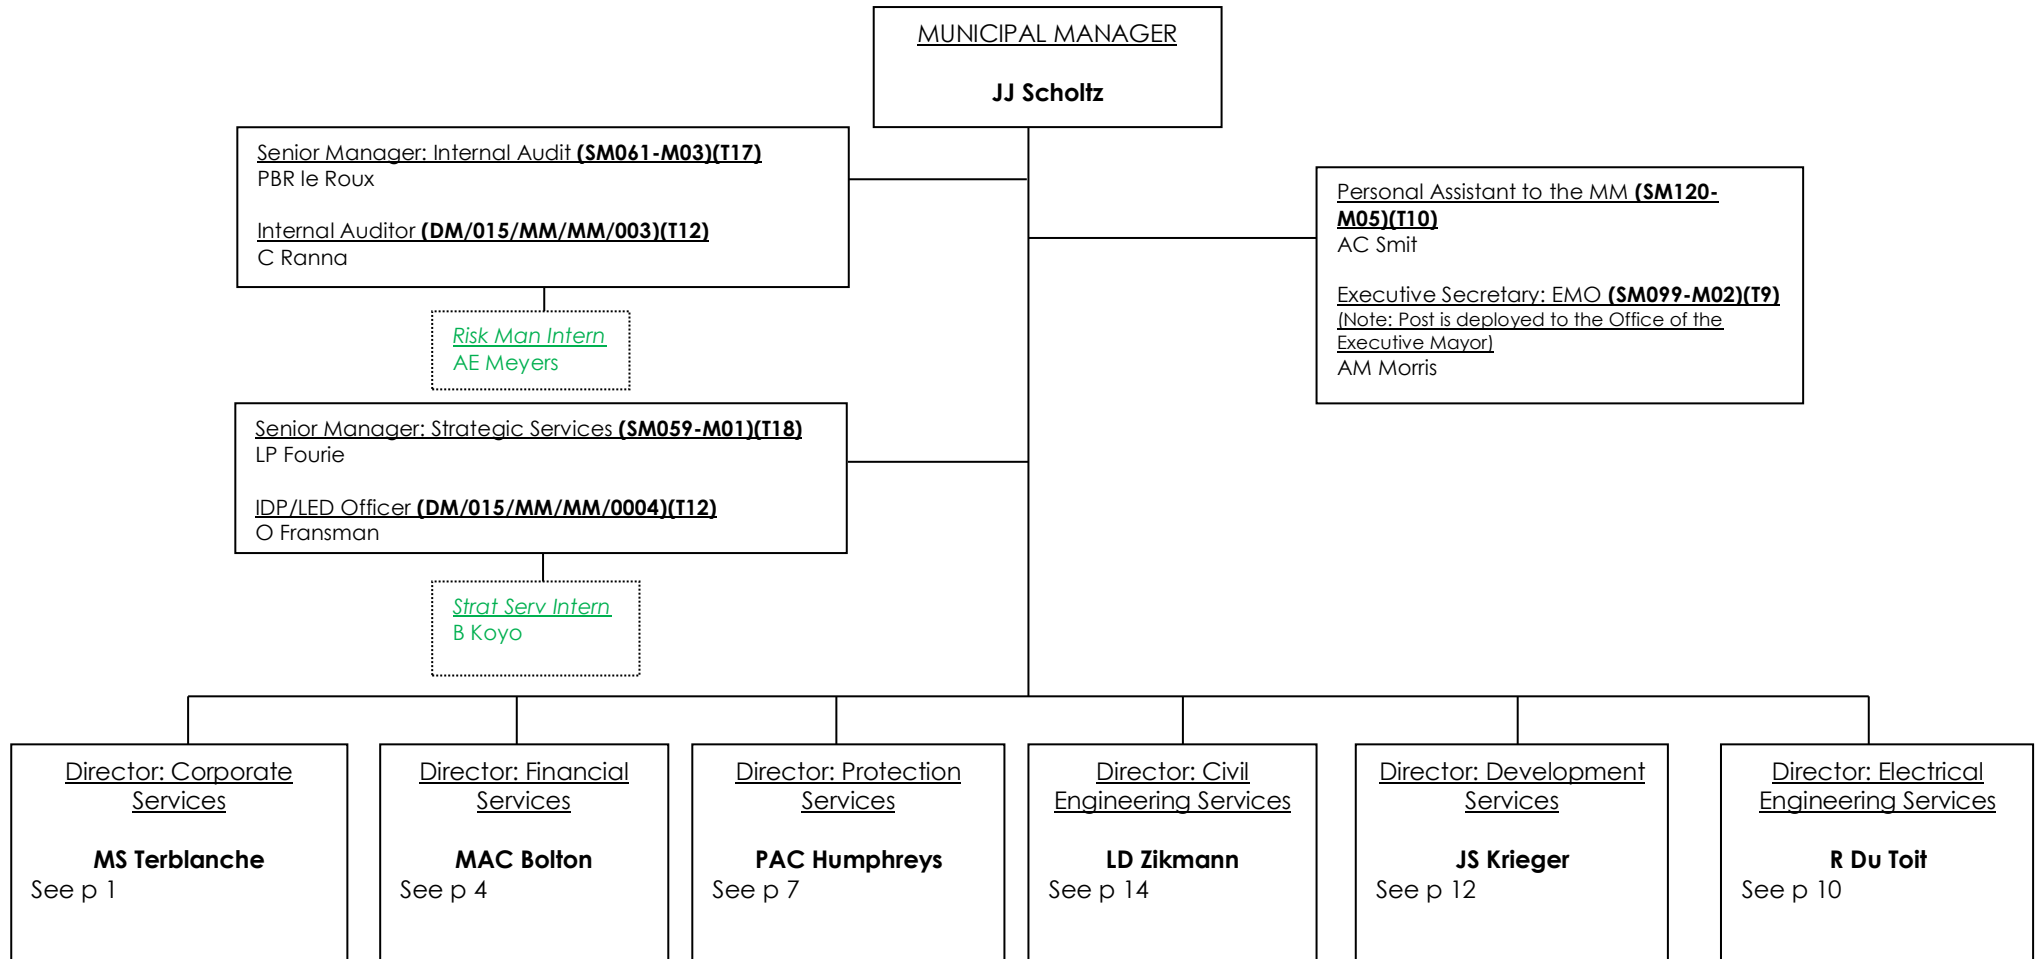 MUNICIPAL MANAGER
JJ Scholtz
Senior Manager: Internal Audit (SM061-M03)(T17)
PBR le Roux
Internal Auditor (DM/015/MM/MM/003)(T12)
C Ranna
Personal Assistant to the MM (SM120-
M05)(T10)
AC Smit
Executive Secretary: EMO (SM099-M02)(T9)
(Note: Post is deployed to the Office of the
Executive Mayor)
AM Morris
Risk Man Intern
AE Meyers
Senior Manager: Strategic Services (SM059-M01)(T18)
LP Fourie
IDP/LED Officer (DM/015/MM/MM/0004)(T12)
O Fransman
Strat Serv Intern
B Koyo
Director: Corporate
Services
MS Terblanche
See p 1
Director: Financial
Services
MAC Bolton
See p 4
Director: Protection
Services
PAC Humphreys
See p 7
Director: Civil
Engineering Services
LD Zikmann
See p 14
Director: Development
Services
JS Krieger
See p 12
Director: Electrical
Engineering Services
R Du Toit
See p 10